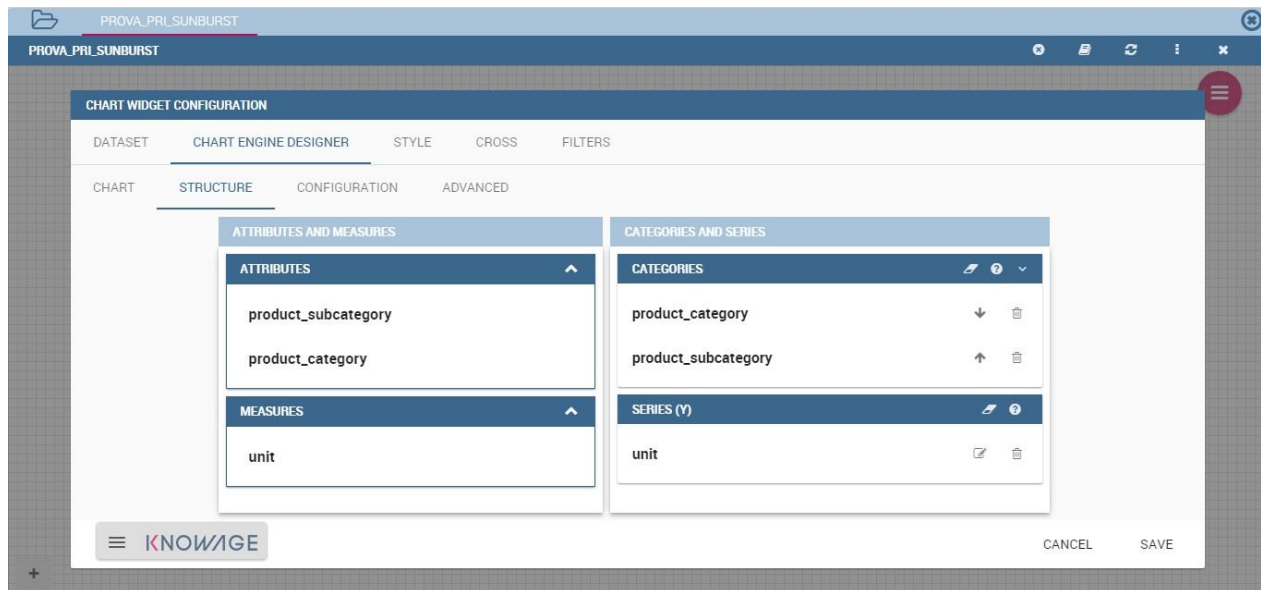 PROVA_PRI_SUNBURST
PROVA_PRI_SUNBURST
CHART WIDGET CONFIGURATION
DATASET CHART ENGINE DESIGNER STYLE CROSS FILTERS
CHART STRUCTURE CONFIGURATION ADVANCED
ATTRIBUTES AND MEASURES
ATTRIBUTES
product_subcategory
product_category
MEASURES
unit
CATEGORIES AND SERIES
CATEGORIES
product_category
product_subcategory
SERIES (Y)
unit
KNOWAGE
CANCEL SAVE